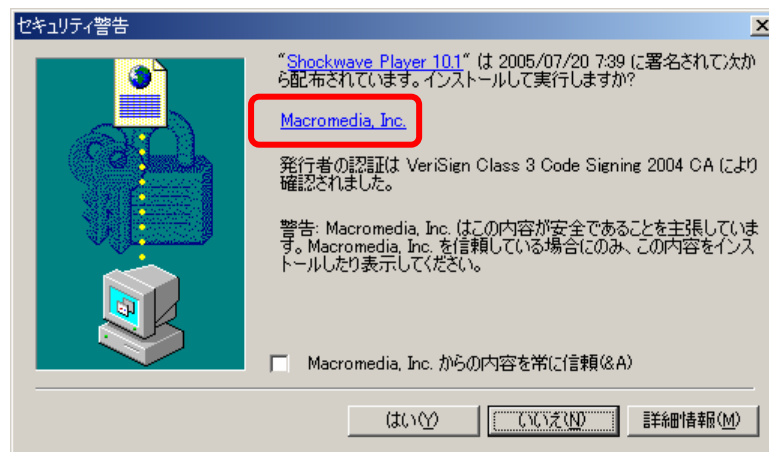 セキュリティ警告
"Shockwave Player 10.1" は 2005/07/20 7:39 に署名されて次か
ら配布されています。インストールして実行しますか?
Macromedia, Inc.
発行者の認証は VeriSign Class 3 Code Signing 2004 CA により
確認されました。
警告: Macromedia, Inc. はこの内容が安全であることを主張していま
す。Macromedia, Inc. を信頼している場合にのみ、この内容をインス
トールしたり表示してください。
Macromedia, Inc. からの内容を常に信頼(&A)
はい(Y) いいえ(N) 詳細情報(M)